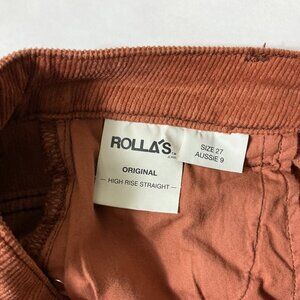 ROLLA'S
ORIGINAL
— HIGH RISE STRAIGHT —
SIZE 27
AUSSIE 9